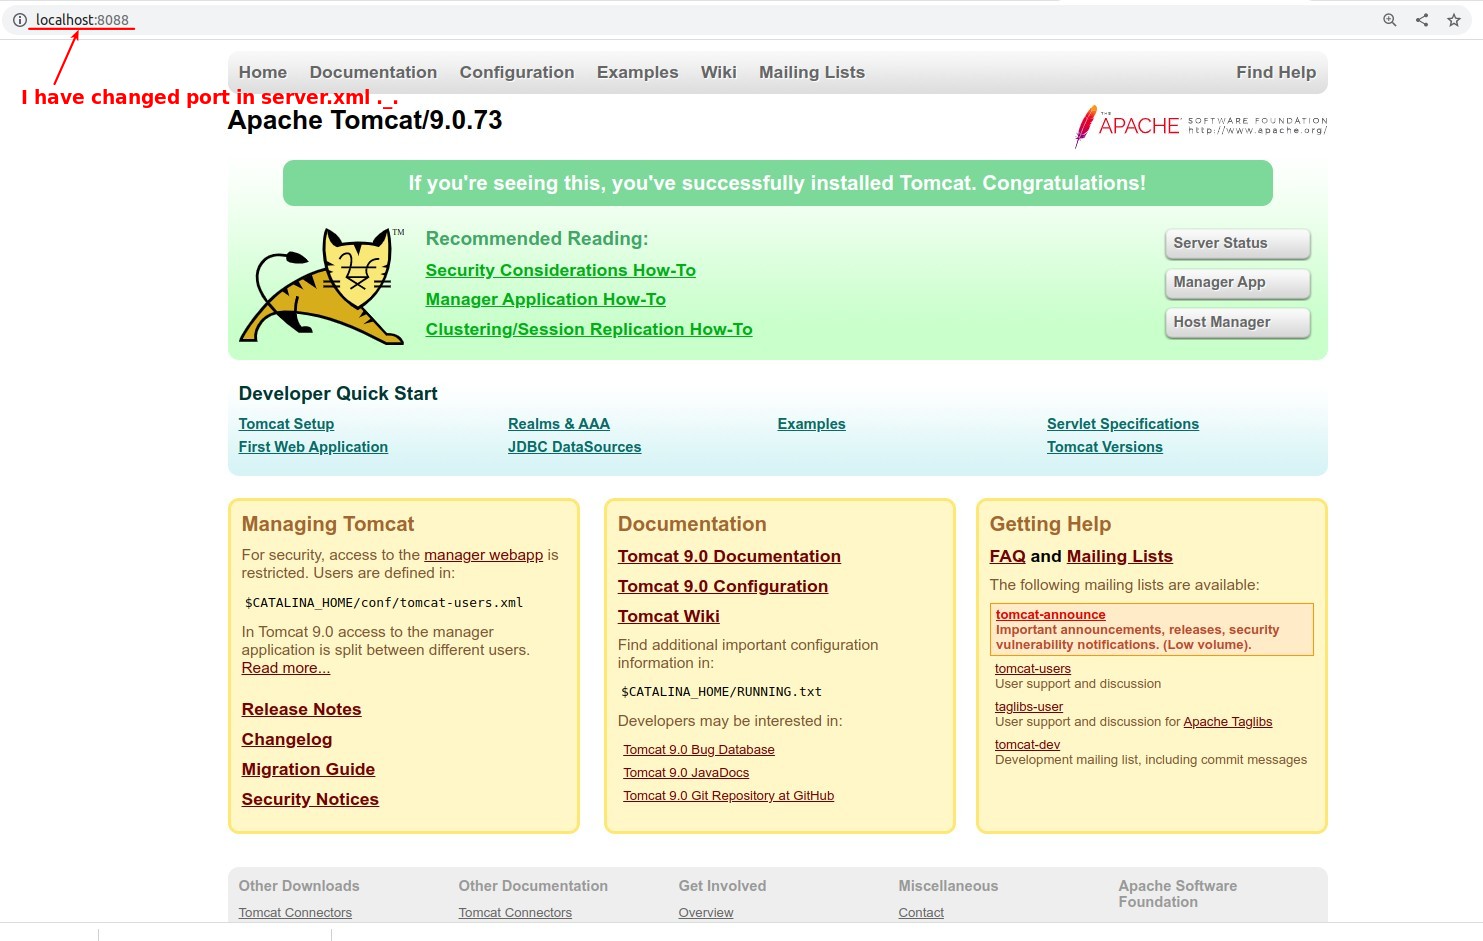 localhost:8088
I have changed port in server.xml ._.
Home Documentation Configuration Examples Wiki Mailing Lists Find Help
Apache Tomcat/9.0.73
THE
APACHE
SOFTWARE FOUNDATION
http://www.apache.org/
If you're seeing this, you've successfully installed Tomcat. Congratulations!
TM
Recommended Reading:
Security Considerations How-To
Manager Application How-To
Clustering/Session Replication How-To
Server Status
Manager App
Host Manager
Developer Quick Start
Tomcat Setup
First Web Application
Realms & AAA
JDBC DataSources
Examples
Servlet Specifications
Tomcat Versions
Managing Tomcat
For security, access to the manager webapp is
restricted. Users are defined in:
$CATALINA_HOME/conf/tomcat-users.xml
In Tomcat 9.0 access to the manager
application is split between different users.
Read more...
Release Notes
Changelog
Migration Guide
Security Notices
Documentation
Tomcat 9.0 Documentation
Tomcat 9.0 Configuration
Tomcat Wiki
Find additional important configuration
information in:
$CATALINA_HOME/RUNNING.txt
Developers may be interested in:
Tomcat 9.0 Bug Database
Tomcat 9.0 JavaDocs
Tomcat 9.0 Git Repository at GitHub
Getting Help
FAQ and Mailing Lists
The following mailing lists are available:
tomcat-announce
Important announcements, releases, security
vulnerability notifications. (Low volume).
tomcat-users
User support and discussion
taglibs-user
User support and discussion for Apache Taglibs
tomcat-dev
Development mailing list, including commit messages
Other Downloads
Tomcat Connectors
Other Documentation
Tomcat Connectors
Get Involved
Overview
Miscellaneous
Contact
Apache Software
Foundation